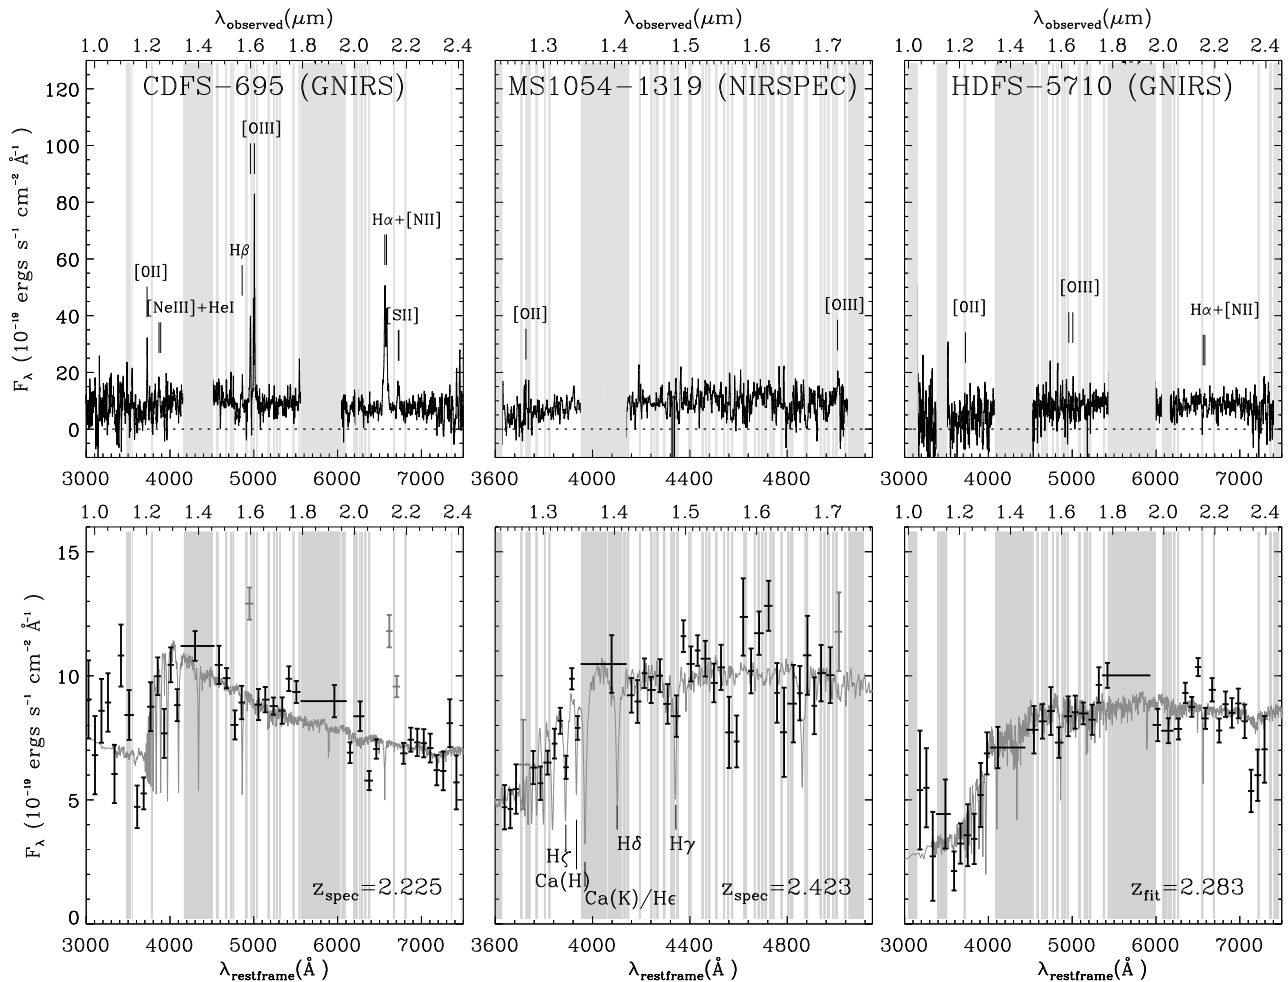 λobserved(μm) λobserved(μm) λobserved(μm)
1.0 1.2 1.4 1.6 1.8 2.0 2.2 2.4 1.3 1.4 1.5 1.6 1.7 1.0 1.2 1.4 1.6 1.8 2.0 2.2 2.4
CDFS−695 (GNIRS) MS1054−1319 (NIRSPEC) HDFS−5710 (GNIRS)
120
100
80
60
40
20
0
Fλ (10⁻¹⁹ ergs s⁻¹ cm⁻² Å⁻¹ )
[OIII]
Hα+[NII]
Hβ
[OII]
[NeIII]+HeI
[SII]
[OII]
[OIII]
[OII]
[OIII]
Hα+[NII]
3000 4000 5000 6000 7000 3600 4000 4400 4800 3000 4000 5000 6000 7000
1.0 1.2 1.4 1.6 1.8 2.0 2.2 2.4 1.3 1.4 1.5 1.6 1.7 1.0 1.2 1.4 1.6 1.8 2.0 2.2 2.4
15
10
5
0
Fλ (10⁻¹⁹ ergs s⁻¹ cm⁻² Å⁻¹ )
Hδ
Hγ
Hζ
Ca(H)
Ca(K)/Hϵ
zspec=2.225 zspec=2.423 zfit=2.283
3000 4000 5000 6000 7000 3600 4000 4400 4800 3000 4000 5000 6000 7000
λrestframe(Å ) λrestframe(Å ) λrestframe(Å )